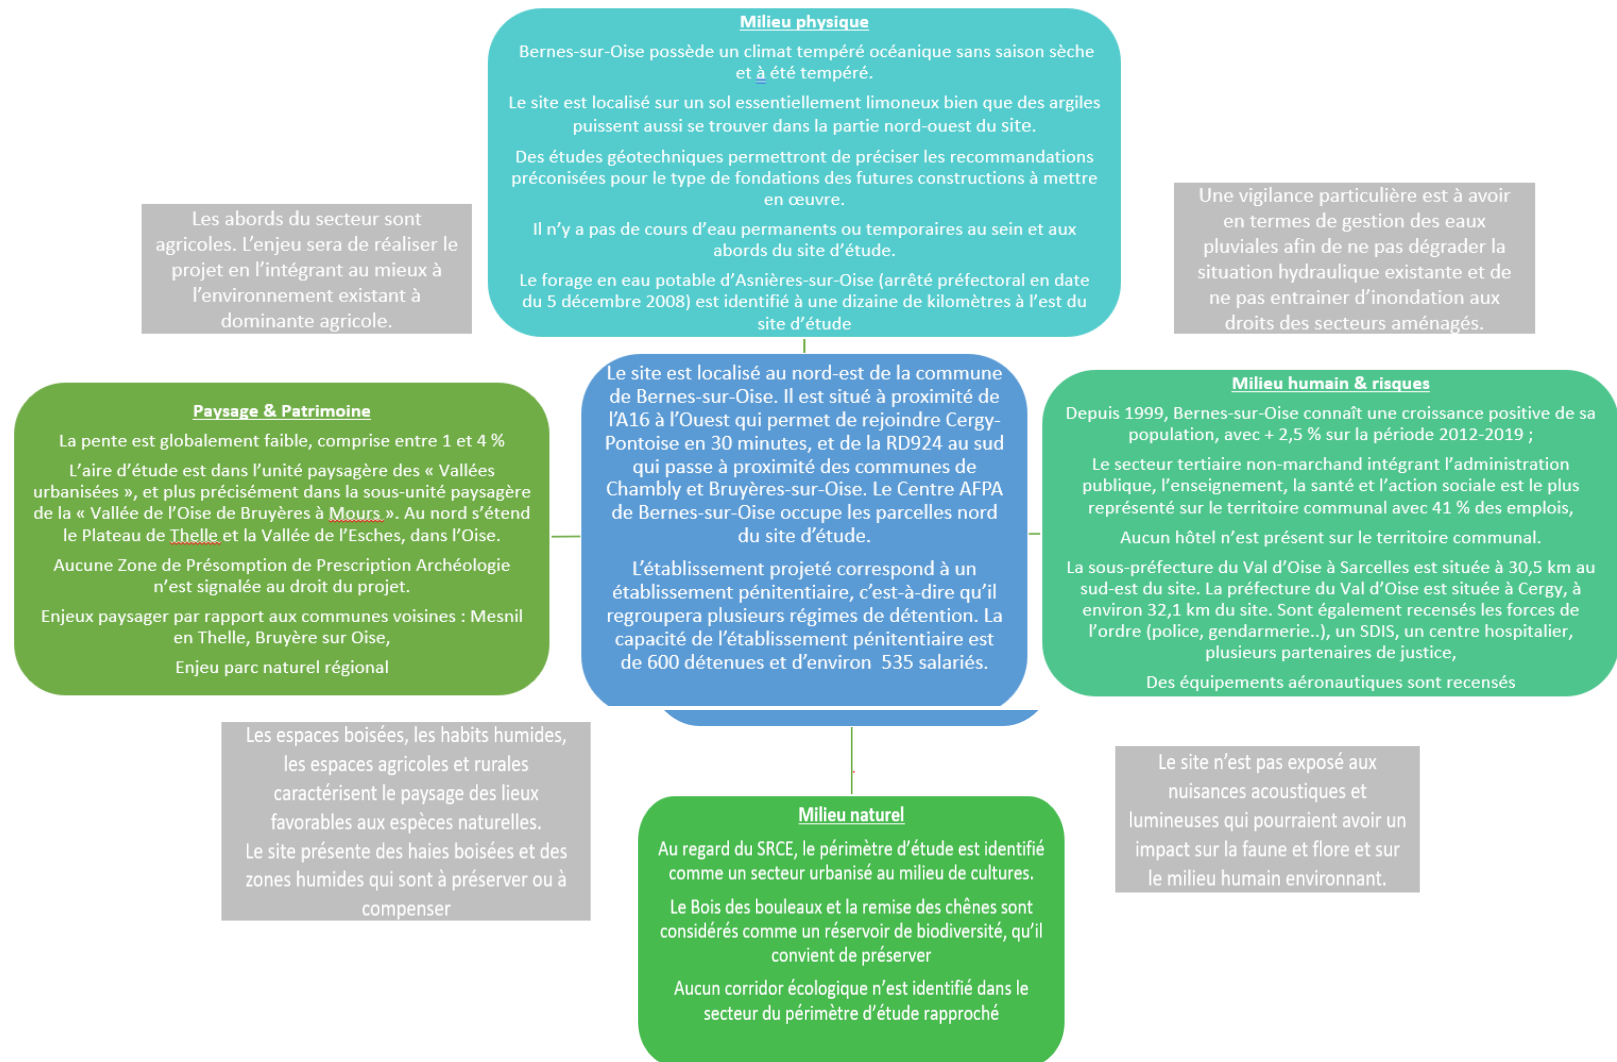 Milieu physique
Bernes-sur-Oise possède un climat tempéré océanique sans saison sèche
et à été tempéré.
Le site est localisé sur un sol essentiellement limoneux bien que des argiles
puissent aussi se trouver dans la partie nord-ouest du site.
Des études géotechniques permettront de préciser les recommandations
préconisées pour le type de fondations des futures constructions à mettre
en œuvre.
Il n’y a pas de cours d’eau permanents ou temporaires au sein et aux
abords du site d’étude.
Le forage en eau potable d’Asnières-sur-Oise (arrêté préfectoral en date
du 5 décembre 2008) est identifié à une dizaine de kilomètres à l’est du
site d’étude
Les abords du secteur sont
agricoles. L’enjeu sera de réaliser le
projet en l’intégrant au mieux à
l’environnement existant à
dominante agricole.
Une vigilance particulière est à avoir
en termes de gestion des eaux
pluviales afin de ne pas dégrader la
situation hydraulique existante et de
ne pas entrainer d’inondation aux
droits des secteurs aménagés.
Paysage & Patrimoine
La pente est globalement faible, comprise entre 1 et 4 %
L’aire d’étude est dans l’unité paysagère des « Vallées
urbanisées », et plus précisément dans la sous-unité paysagère
de la « Vallée de l’Oise de Bruyères à Mours ». Au nord s’étend
le Plateau de Thelle et la Vallée de l’Esches, dans l’Oise.
Aucune Zone de Présomption de Prescription Archéologie
n’est signalée au droit du projet.
Enjeux paysager par rapport aux communes voisines : Mesnil
en Thelle, Bruyère sur Oise,
Enjeu parc naturel régional
Le site est localisé au nord-est de la commune
de Bernes-sur-Oise. Il est situé à proximité de
l’A16 à l’Ouest qui permet de rejoindre Cergy-
Pontoise en 30 minutes, et de la RD924 au sud
qui passe à proximité des communes de
Chambly et Bruyères-sur-Oise. Le Centre AFPA
de Bernes-sur-Oise occupe les parcelles nord
du site d’étude.
L’établissement projeté correspond à un
établissement pénitentiaire, c’est-à-dire qu’il
regroupera plusieurs régimes de détention. La
capacité de l’établissement pénitentiaire est
de 600 détenues et d’environ 535 salariés.
Milieu humain & risques
Depuis 1999, Bernes-sur-Oise connaît une croissance positive de sa
population, avec + 2,5 % sur la période 2012-2019 ;
Le secteur tertiaire non-marchand intégrant l’administration
publique, l’enseignement, la santé et l’action sociale est le plus
représenté sur le territoire communal avec 41 % des emplois,
Aucun hôtel n’est présent sur le territoire communal.
La sous-préfecture du Val d’Oise à Sarcelles est située à 30,5 km au
sud-est du site. La préfecture du Val d’Oise est située à Cergy, à
environ 32,1 km du site. Sont également recensés les forces de
l’ordre (police, gendarmerie..), un SDIS, un centre hospitalier,
plusieurs partenaires de justice,
Des équipements aéronautiques sont recensés
Les espaces boisées, les habits humides,
les espaces agricoles et rurales
caractérisent le paysage des lieux
favorables aux espèces naturelles.
Le site présente des haies boisées et des
zones humides qui sont à préserver ou à
compenser
Milieu naturel
Au regard du SRCE, le périmètre d’étude est identifié
comme un secteur urbanisé au milieu de cultures.
Le Bois des bouleaux et la remise des chênes sont
considérés comme un réservoir de biodiversité, qu’il
convient de préserver
Aucun corridor écologique n’est identifié dans le
secteur du périmètre d’étude rapproché
Le site n’est pas exposé aux
nuisances acoustiques et
lumineuses qui pourraient avoir un
impact sur la faune et flore et sur
le milieu humain environnant.